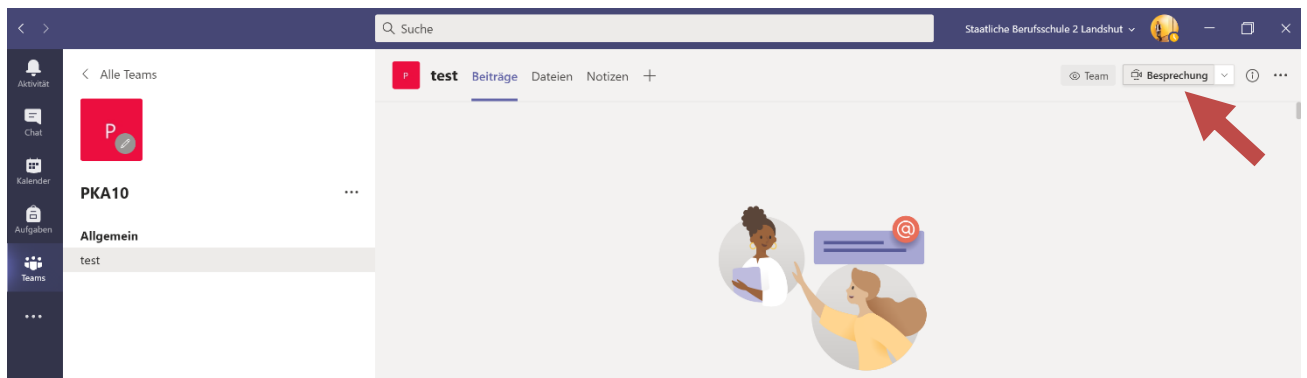 Suche
Staatliche Berufsschule 2 Landshut
Aktivität
Chat
Kalender
Aufgaben
Teams
Alle Teams
P
PKA10
Allgemein
test
P
test Beiträge Dateien Notizen
Team
Besprechung
@